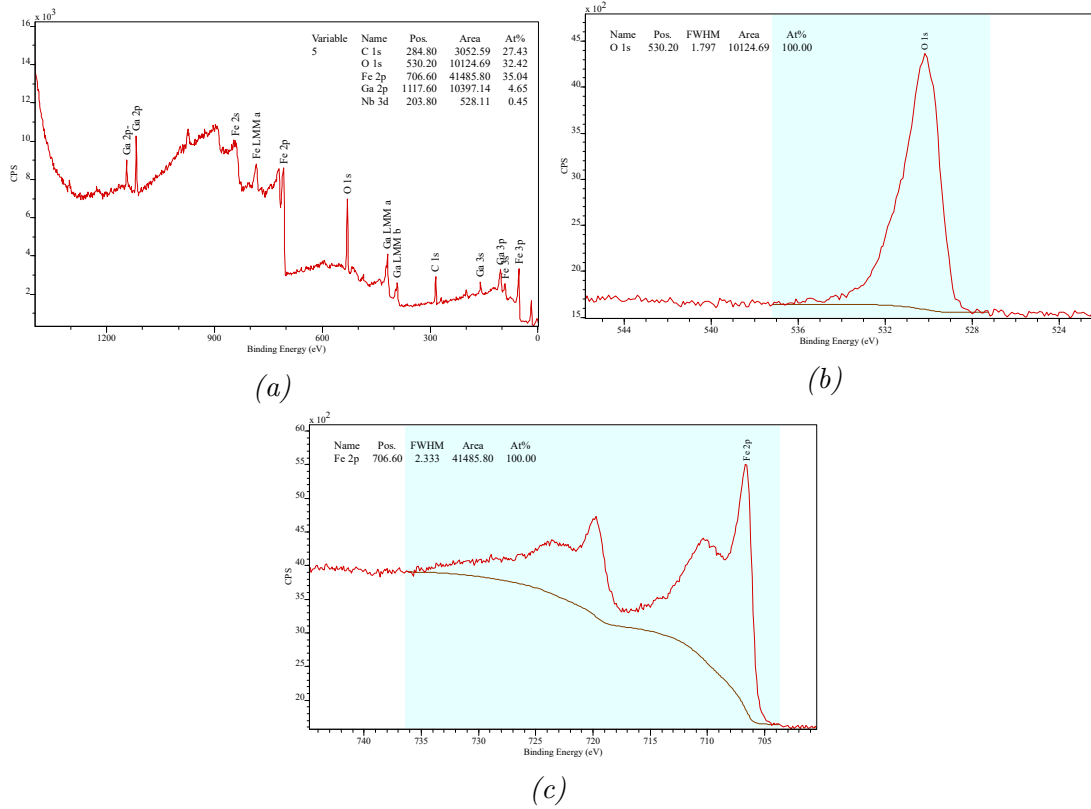 x 10^3
Variable Name Pos. Area At%
5 C 1s 284.80 3052.59 27.43
O 1s 530.20 10124.69 32.42
Fe 2p 706.60 41485.80 35.04
Ga 2p 1117.60 10397.14 4.65
Nb 3d 203.80 528.11 0.45
16
14
12
10
8
6
4
2
CPS
Ga 2p-
Ga 2p
Fe 2s
Fe LMM a
Fe 2p
O 1s
Ga LMM a
Ga LMM b
C 1s
Ga 3s
Ga 3p
Fe 3s
Fe 3p
1200 900 600 300 0
Binding Energy (eV)
(a)
x 10^2
Name Pos. FWHM Area At%
O 1s 530.20 1.797 10124.69 100.00
45
40
35
30
25
20
15
CPS
O 1s
544 540 536 532 528 524
Binding Energy (eV)
(b)
x 10^2
Name Pos. FWHM Area At%
Fe 2p 706.60 2.333 41485.80 100.00
60
55
50
45
40
35
30
25
20
CPS
Fe 2p
740 735 730 725 720 715 710 705
Binding Energy (eV)
(c)